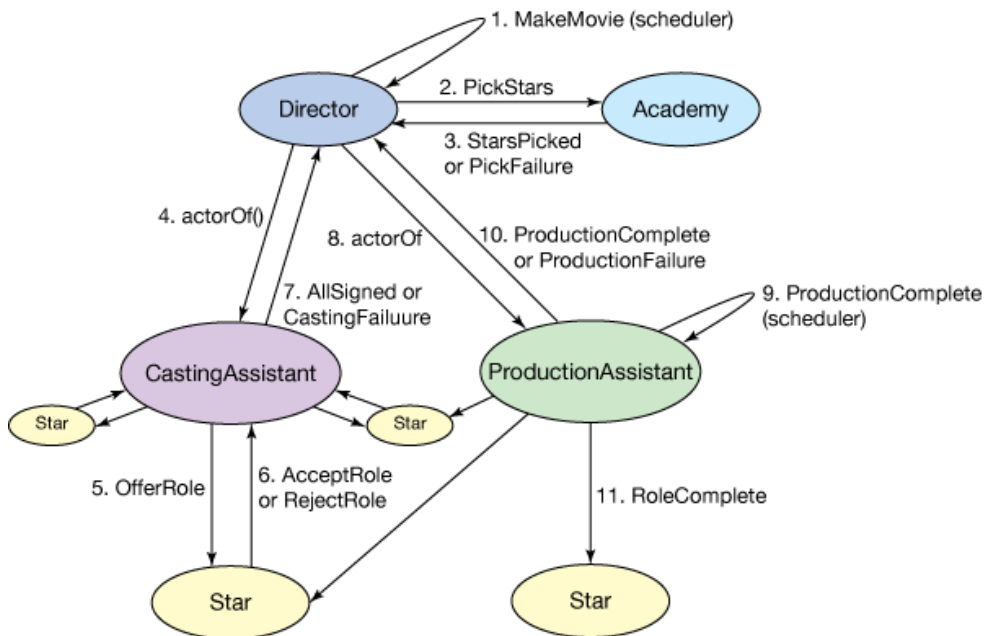 1. MakeMovie (scheduler)
Director
2. PickStars
Academy
3. StarsPicked
or PickFailure
4. actorOf()
8. actorOf
10. ProductionComplete
or ProductionFailure
7. AllSigned or
CastingFailuure
9. ProductionComplete
(scheduler)
CastingAssistant
ProductionAssistant
Star
Star
5. OfferRole
6. AcceptRole
or RejectRole
11. RoleComplete
Star
Star